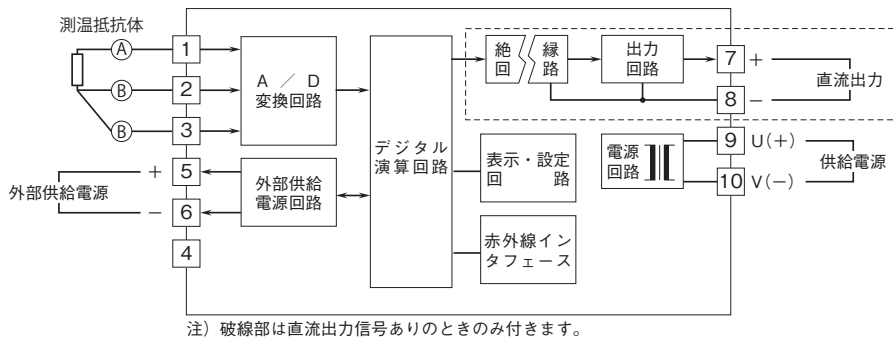 測温抵抗体
A
B
B
1
2
3
5
6
4
+
−
外部供給電源
A ／ D
変換回路
外部供給
電源回路
デジタル
演算回路
絶 縁
回 路
出力
回路
表示・設定
回 路
赤外線イン
タフェース
電源
回路
7
8
9
10
+
−
直流出力
U(+)
V(−)
供給電源
注）破線部は直流出力信号ありのときのみ付きます。